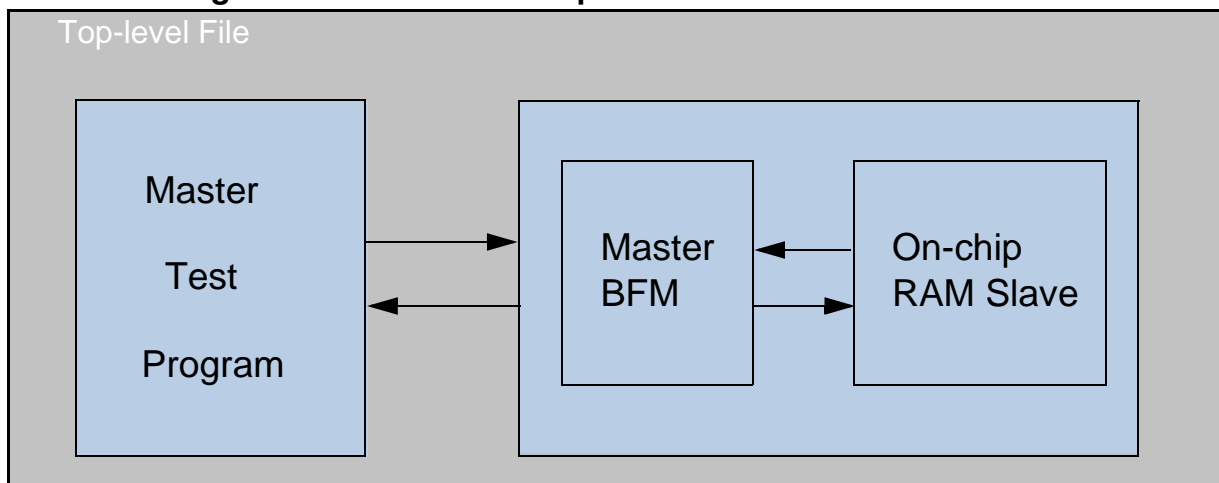 Top-level File
Master
Test
Program
Master
BFM
On-chip
RAM Slave